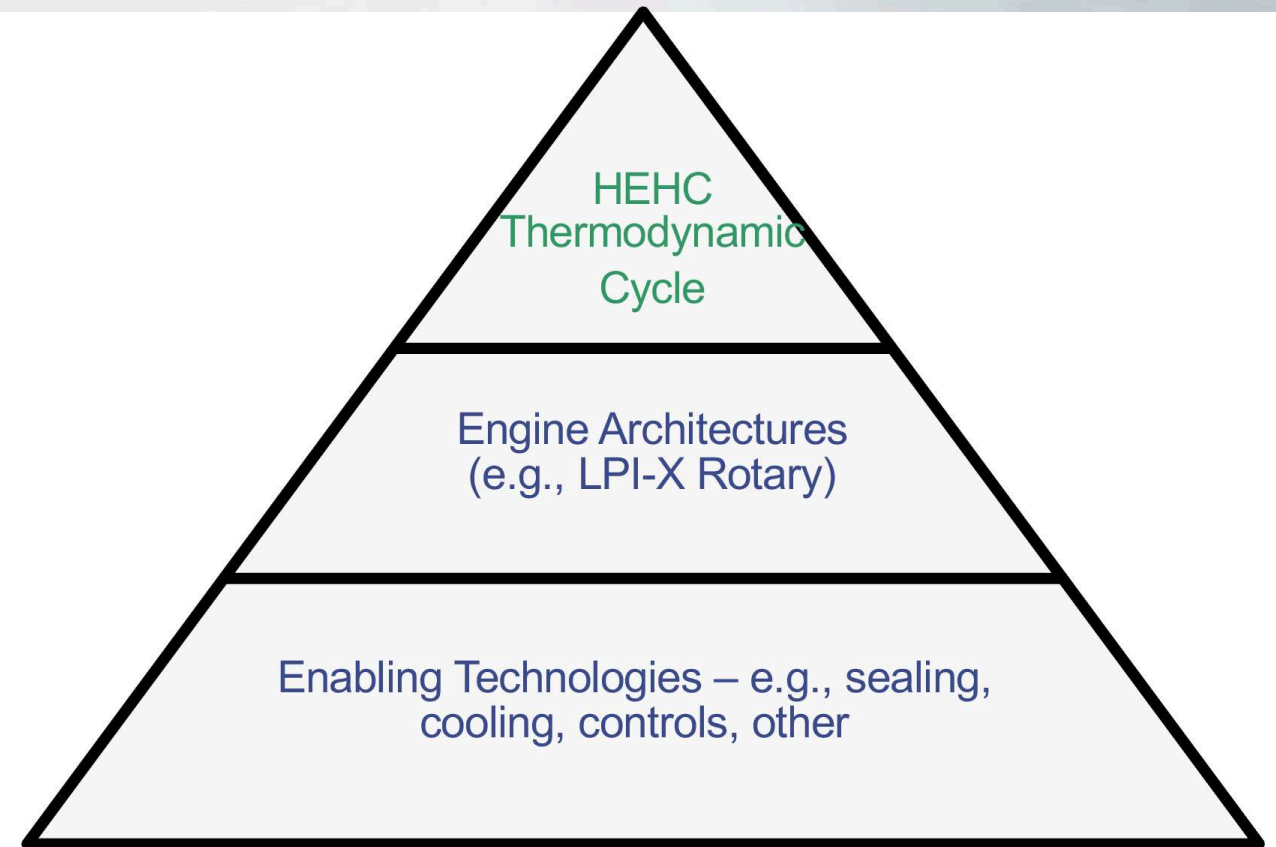 HEHC
Thermodynamic
Cycle
Engine Architectures
(e.g., LPI-X Rotary)
Enabling Technologies – e.g., sealing,
cooling, controls, other